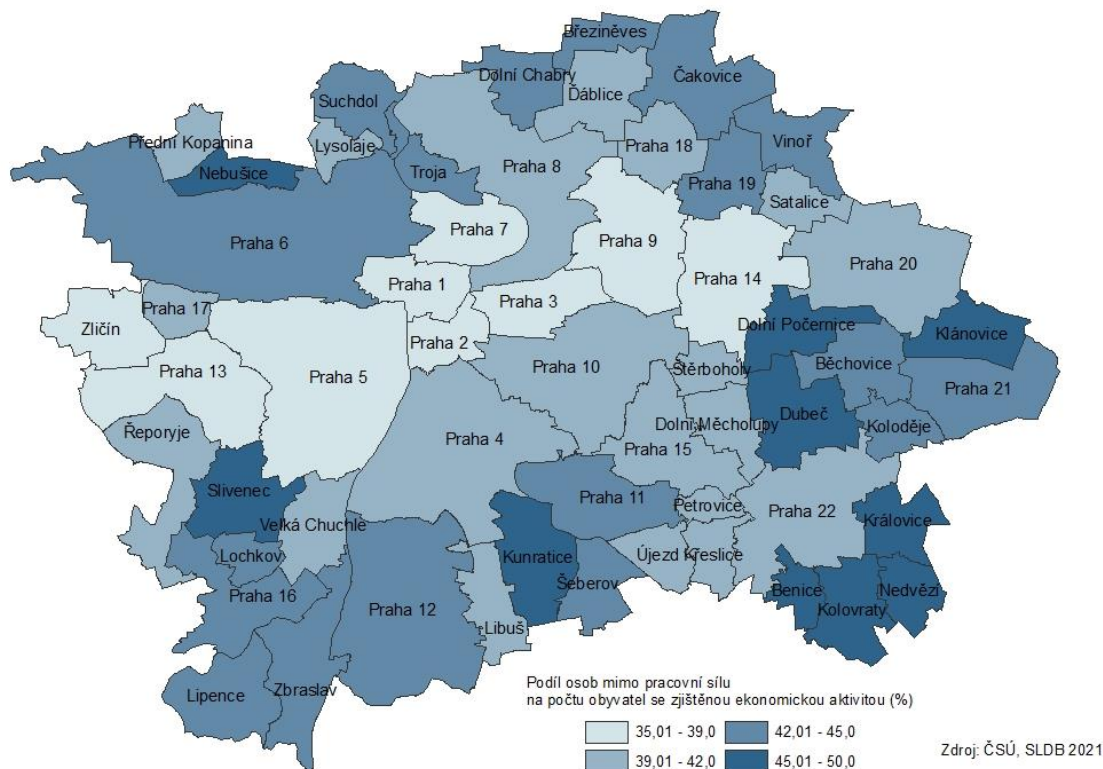 Březiněves
Dolní Chabry
Čakovice
Ďáblice
Suchdol
Přední Kopanina
Lysolaje
Praha 18
Vinoř
Nebušice
Troja
Praha 8
Praha 19
Satalice
Praha 6
Praha 7
Praha 9
Praha 20
Praha 14
Praha 1
Praha 3
Praha 17
Zličín
Dolní Počernice
Klánovice
Praha 2
Praha 13
Praha 5
Praha 10
Štěrboholy
Běchovice
Praha 21
Řeporyje
Praha 4
Dolní Měcholupy
Dubeč
Koloděje
Praha 15
Slivenec
Praha 11
Petrovice
Praha 22
Královice
Velká Chuchle
Lochkov
Kunratice
Újezd
Křeslice
Šeberov
Benice
Nedvězí
Kolovraty
Praha 16
Praha 12
Libuš
Lipence
Zbraslav
Podíl osob mimo pracovní sílu
na počtu obyvatel se zjištěnou ekonomickou aktivitou (%)
35,01 - 39,0
42,01 - 45,0
39,01 - 42,0
45,01 - 50,0
Zdroj: ČSÚ, SLDB 2021